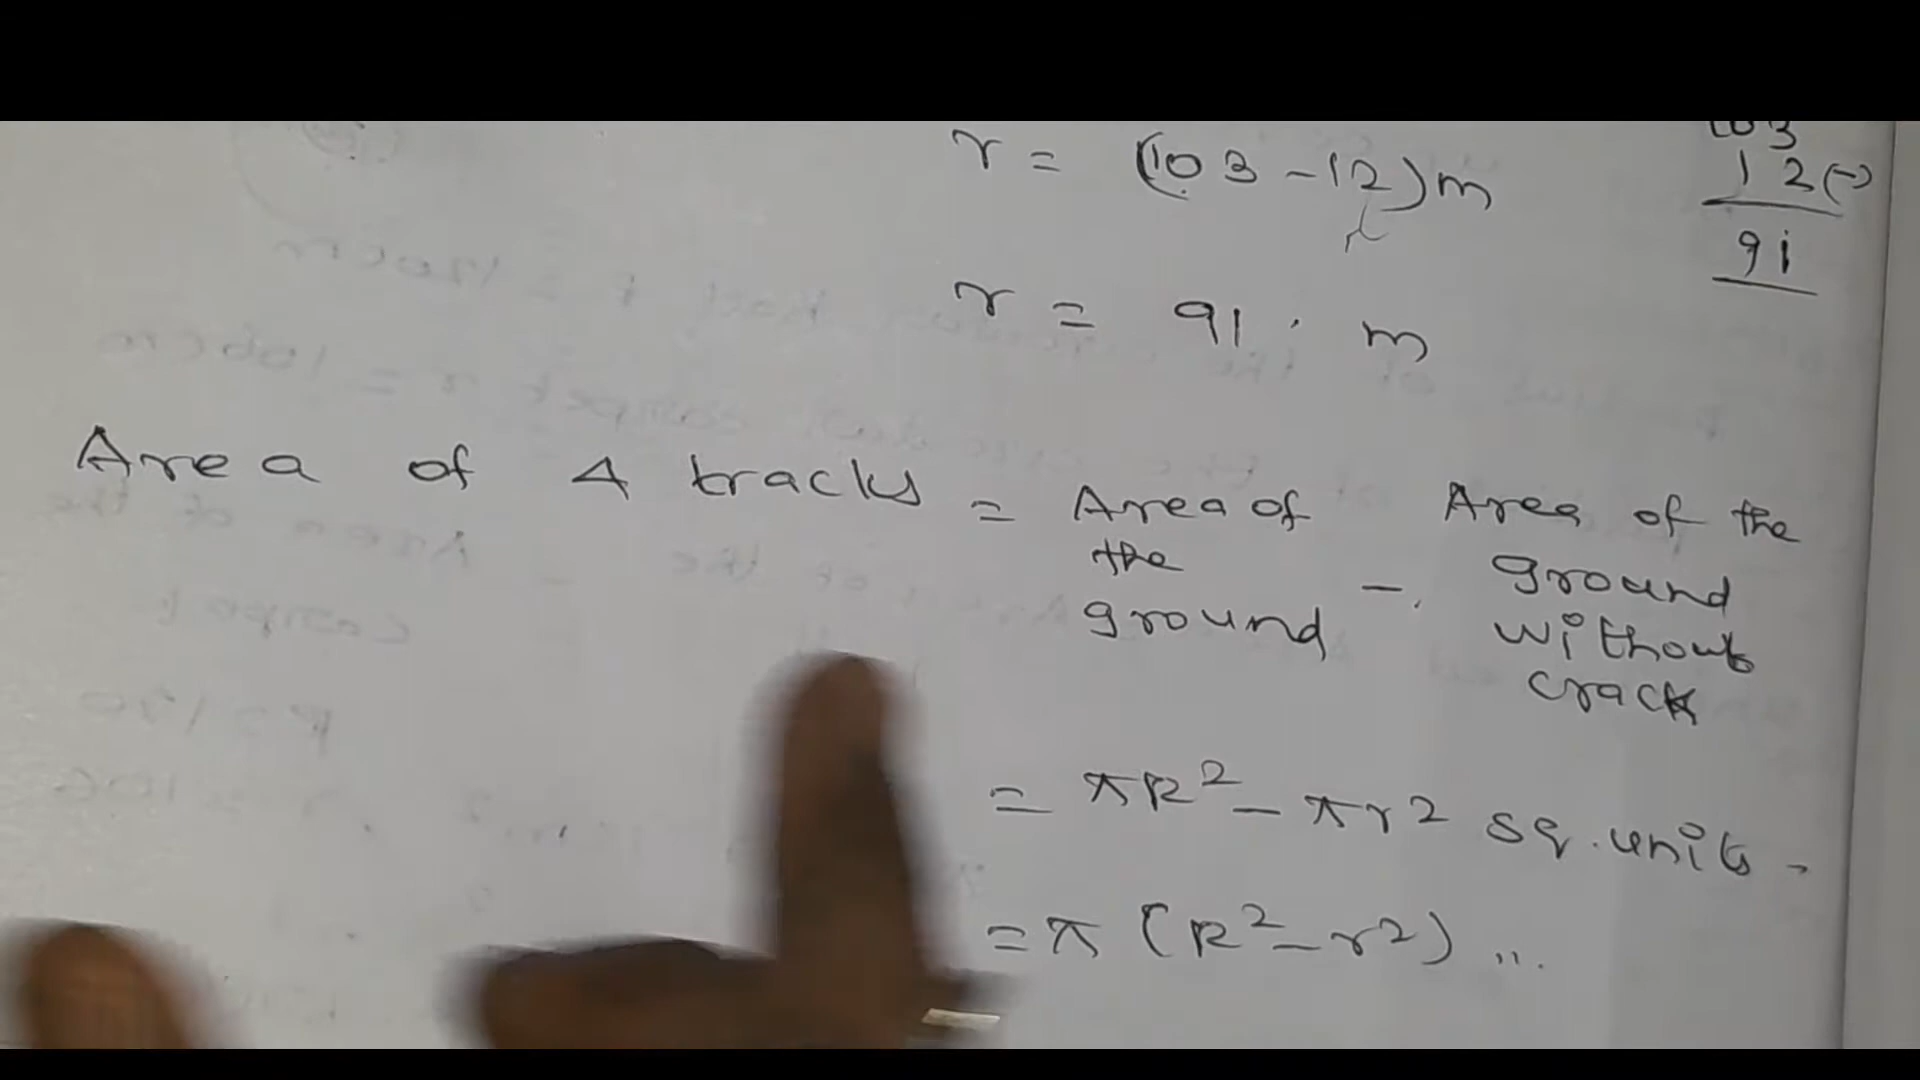 r = (103 - 12) m
103
12 (-)
91
r = 91 . m
Area of 4 tracks = Area of the ground - Area of the ground without crack
= πR² - πr² sq. units.
= π (R² - r²) ...